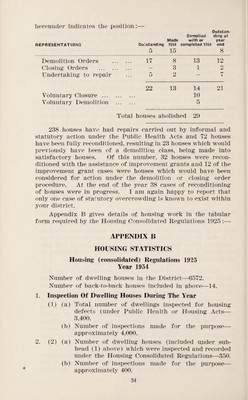 hereunder indicates the position:—
REPRESENTATIONS Outstanding Made 1954 Complied with or completed 1954 Outstanding at year end
5 15 8
Demolition Orders ... ... 17 8 13 12
Closing Orders ... ... — 3 1 2
Undertaking to repair ... 5 2 — 7
22 13 14 21
Voluntary Closure ... ... ... 10
Voluntary Demolition ... ... 5
Total houses abolished 29
238 houses have had repairs carried out by informal and
statutory action under the Public Health Acts and 72 houses
have been fully reconditioned, resulting in 23 houses which would
previously have been of a demolition class, being made into
satisfactory houses. Of this number, 32 houses were recon-
ditioned with the assistance of improvement grants and 12 of the
improvement grant cases were houses which would have been
considered for action under the demolition or closing order
procedure. At the end of the year 38 cases of reconditioning
of houses were in progress. I am again happy to report that
only one case of statutory overcrowding is known to exist within
your district.
Appendix B gives details of housing work in the tabular
form required by the Housing Consolidated Regulations 1925:—
APPENDIX B
HOUSING STATISTICS
Housing (consolidated) Regulations 1925
Year 1954
Number of dwelling houses in the District—6572.
Number of back-to-back houses included in above—14.
1. Inspection Of Dwelling Houses During The Year
(1) (a) Total number of dwellings inspected for housing
defects (under Public Health or Housing Acts—
3,400.
(b) Number of inspections made for the purpose—
approximately 4,000.
2. (2) (a) Number of dwelling houses (included under sub-
head (1) above) which were inspected and recorded
under the Housing Consolidated Regulations—350.
(b) Number of inspections made for the purpose—
approximately 400.
34